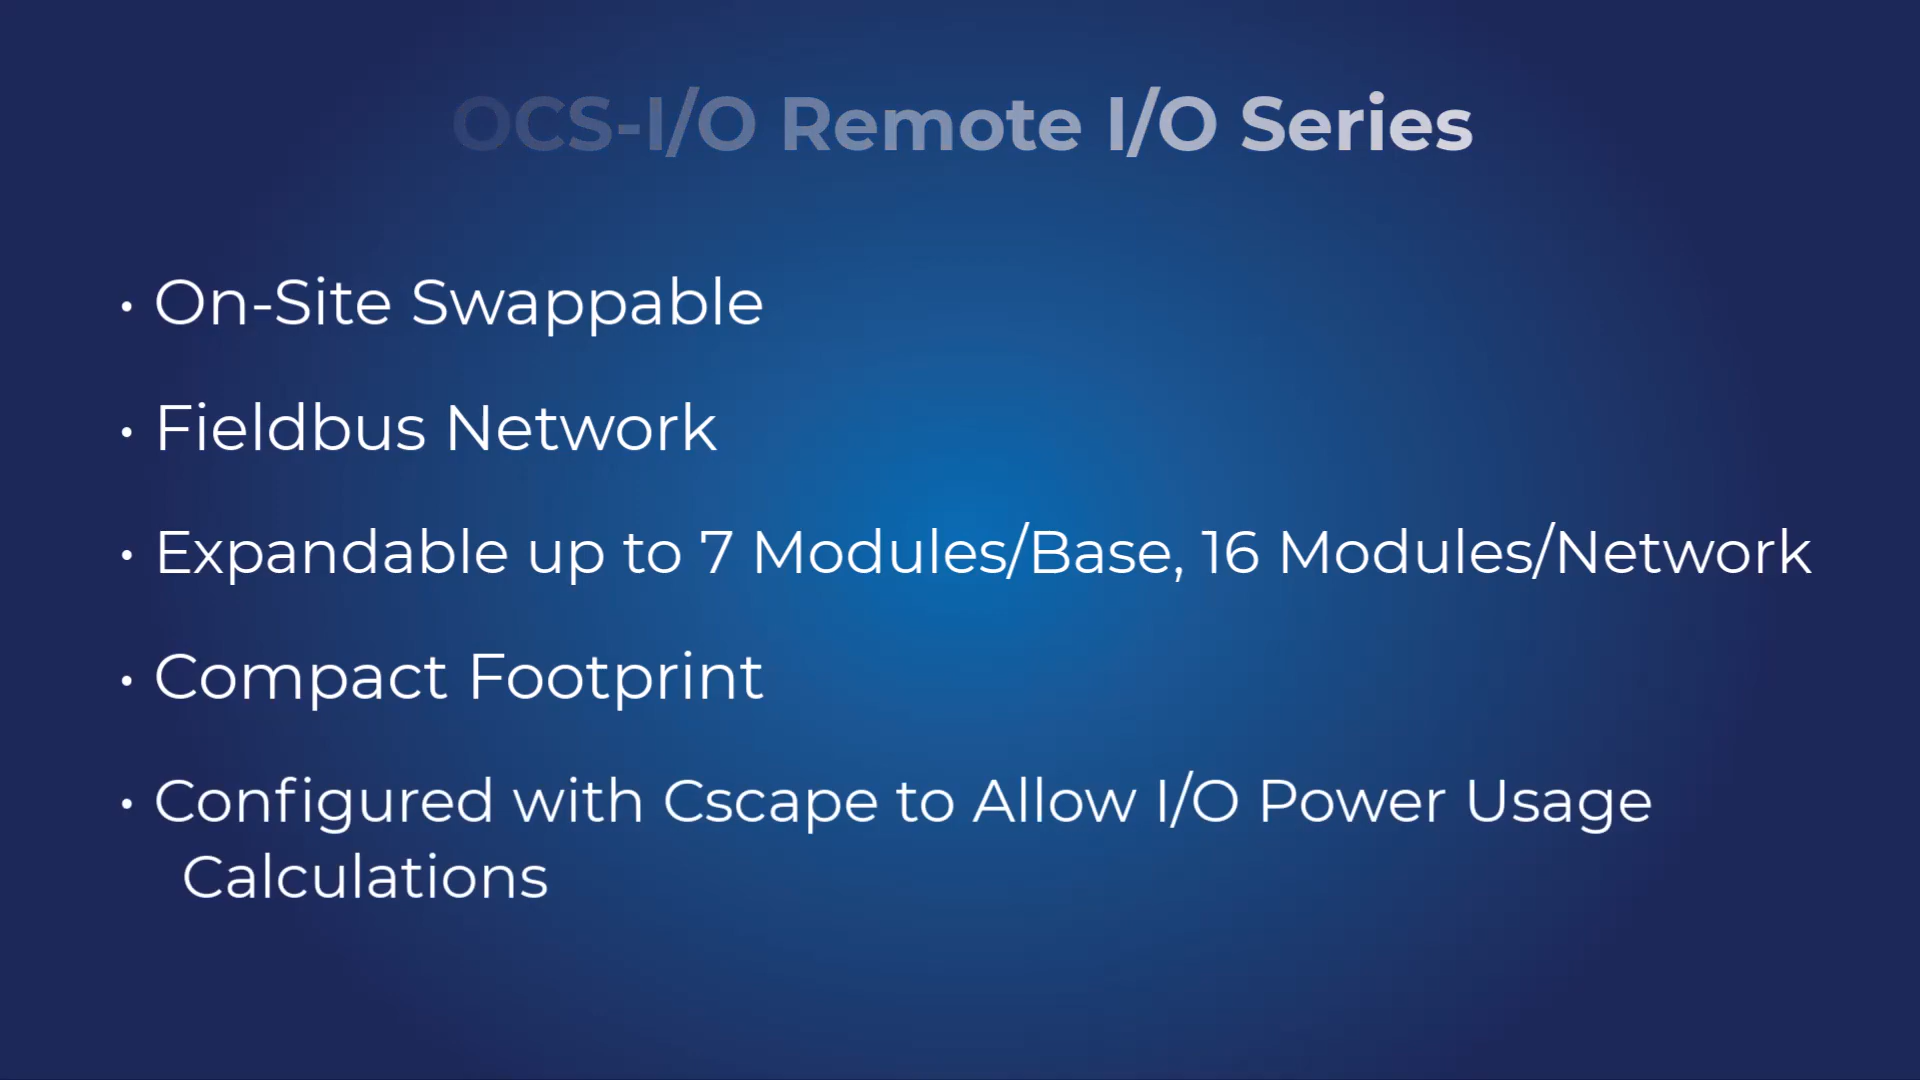 OCS-I/O Remote I/O Series
• On-Site Swappable
• Fieldbus Network
• Expandable up to 7 Modules/Base, 16 Modules/Network
• Compact Footprint
• Configured with Cscape to Allow I/O Power Usage
Calculations